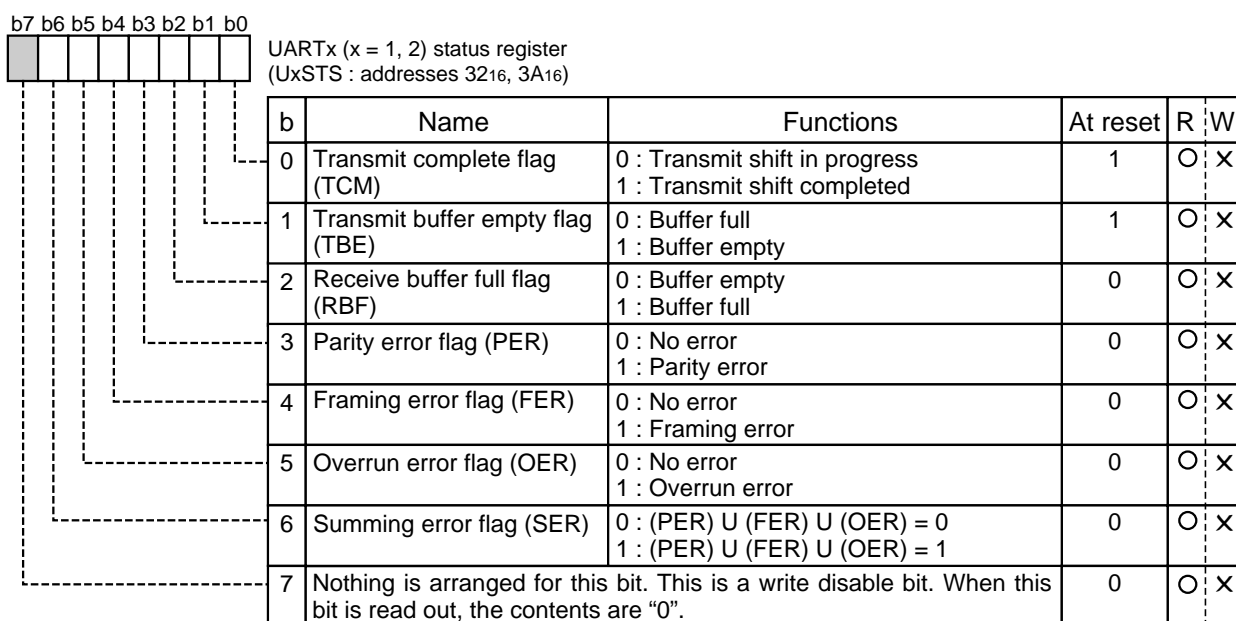 b7 b6 b5 b4 b3 b2 b1 b0
UARTx (x = 1, 2) status register
(UxSTS : addresses 3216, 3A16)
b Name Functions At reset R W
0 Transmit complete flag 0 : Transmit shift in progress 1 O X
(TCM) 1 : Transmit shift completed
1 Transmit buffer empty flag 0 : Buffer full 1 O X
(TBE) 1 : Buffer empty
2 Receive buffer full flag 0 : Buffer empty 0 O X
(RBF) 1 : Buffer full
3 Parity error flag (PER) 0 : No error 0 O X
1 : Parity error
4 Framing error flag (FER) 0 : No error 0 O X
1 : Framing error
5 Overrun error flag (OER) 0 : No error 0 O X
1 : Overrun error
6 Summing error flag (SER) 0 : (PER) U (FER) U (OER) = 0 0 O X
1 : (PER) U (FER) U (OER) = 1
7 Nothing is arranged for this bit. This is a write disable bit. When this 0 O X
bit is read out, the contents are “0”.